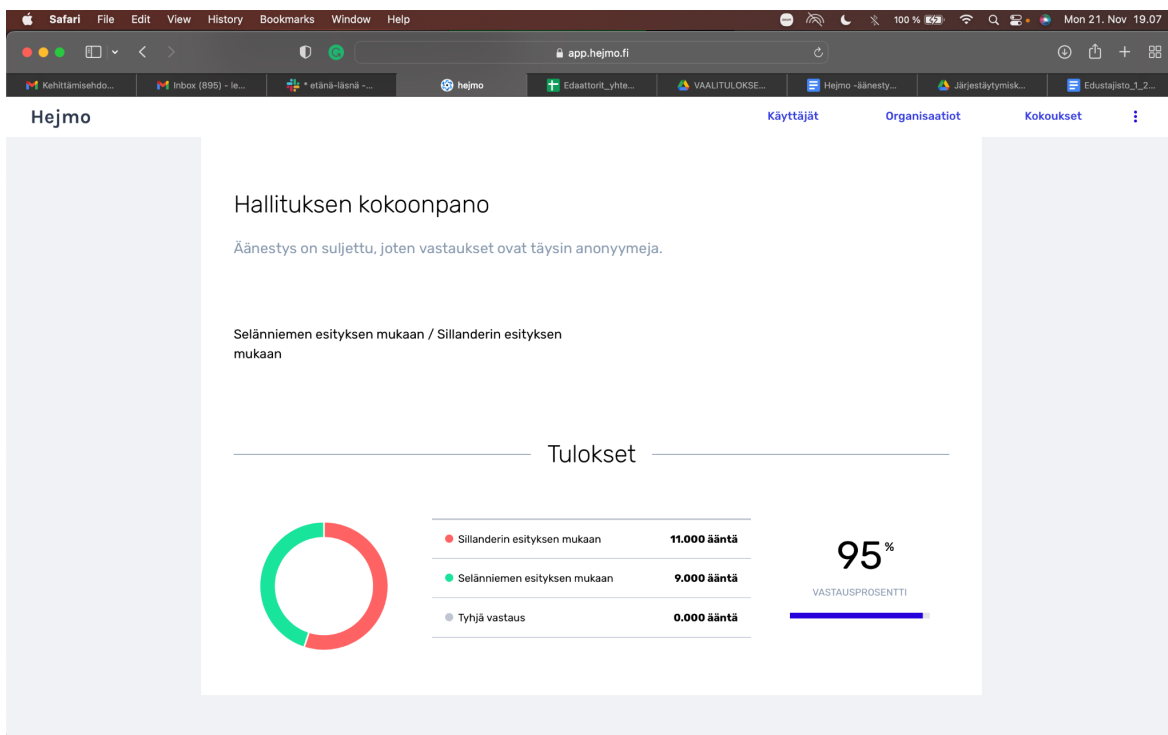 Safari File Edit View History Bookmarks Window Help 100 % Mon 21. Nov 19.07
app.hejmo.fi
Kehittämisehdo... Inbox (895) - le... * etänä-läsnä -... hejmo Edaattorit_yhte... VAALITULOKSE... Hejmo -äänesty... Järjestäytymisk... Edustajisto_1_2...
Hejmo Käyttäjät Organisaatiot Kokoukset
Hallituksen kokoonpano
Äänestys on suljettu, joten vastaukset ovat täysin anonyymeja.
Selänniemen esityksen mukaan / Sillanderin esityksen
mukaan
Tulokset
Sillanderin esityksen mukaan 11.000 ääntä
Selänniemen esityksen mukaan 9.000 ääntä
Tyhjä vastaus 0.000 ääntä
95%
VASTAUSPROSENTTI